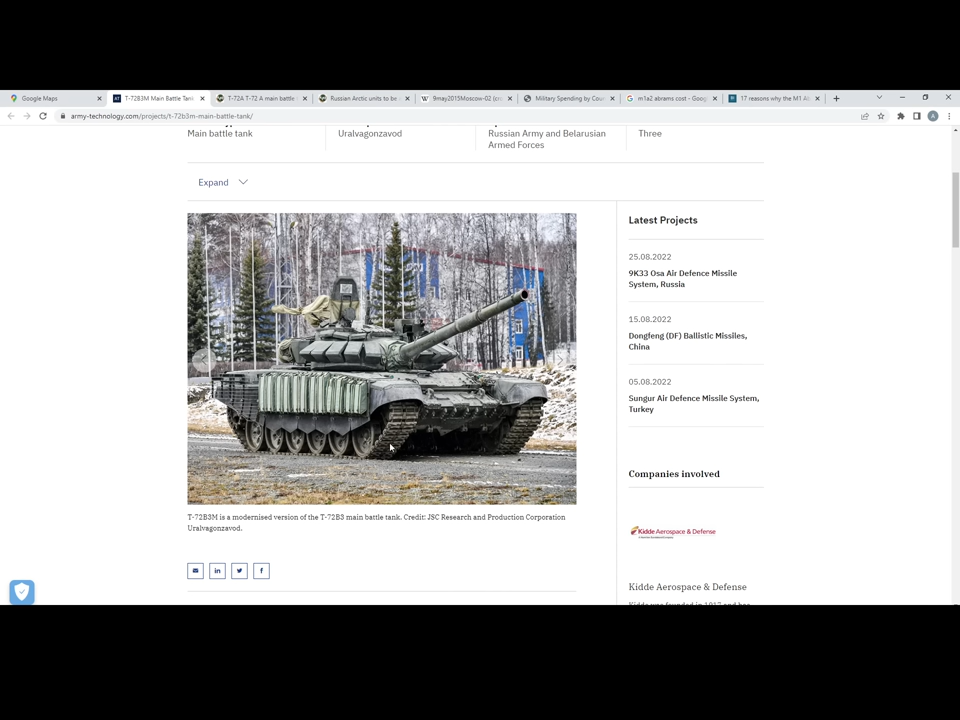 Google Maps
T-72B3M Main Battle Tan
T-72A T-72 A main battle
Russian Arctic units to be
9may2015Moscow-02 (cr
Military Spending by Cou
m1a2 abrams cost - Goog
17 reasons why the M1 A
army-technology.com/projects/t-72b3m-main-battle-tank/
Main battle tank
Uralvagonzavod
Russian Army and Belarusian
Armed Forces
Three
Expand
T-72B3M is a modernised version of the T-72B3 main battle tank. Credit: JSC Research and Production Corporation
Uralvagonzavod.
Latest Projects
25.08.2022
9K33 Osa Air Defence Missile
System, Russia
15.08.2022
Dongfeng (DF) Ballistic Missiles,
China
05.08.2022
Sungur Air Defence Missile System,
Turkey
Companies involved
Kidde Aerospace & Defense
Kidde Aerospace & Defense